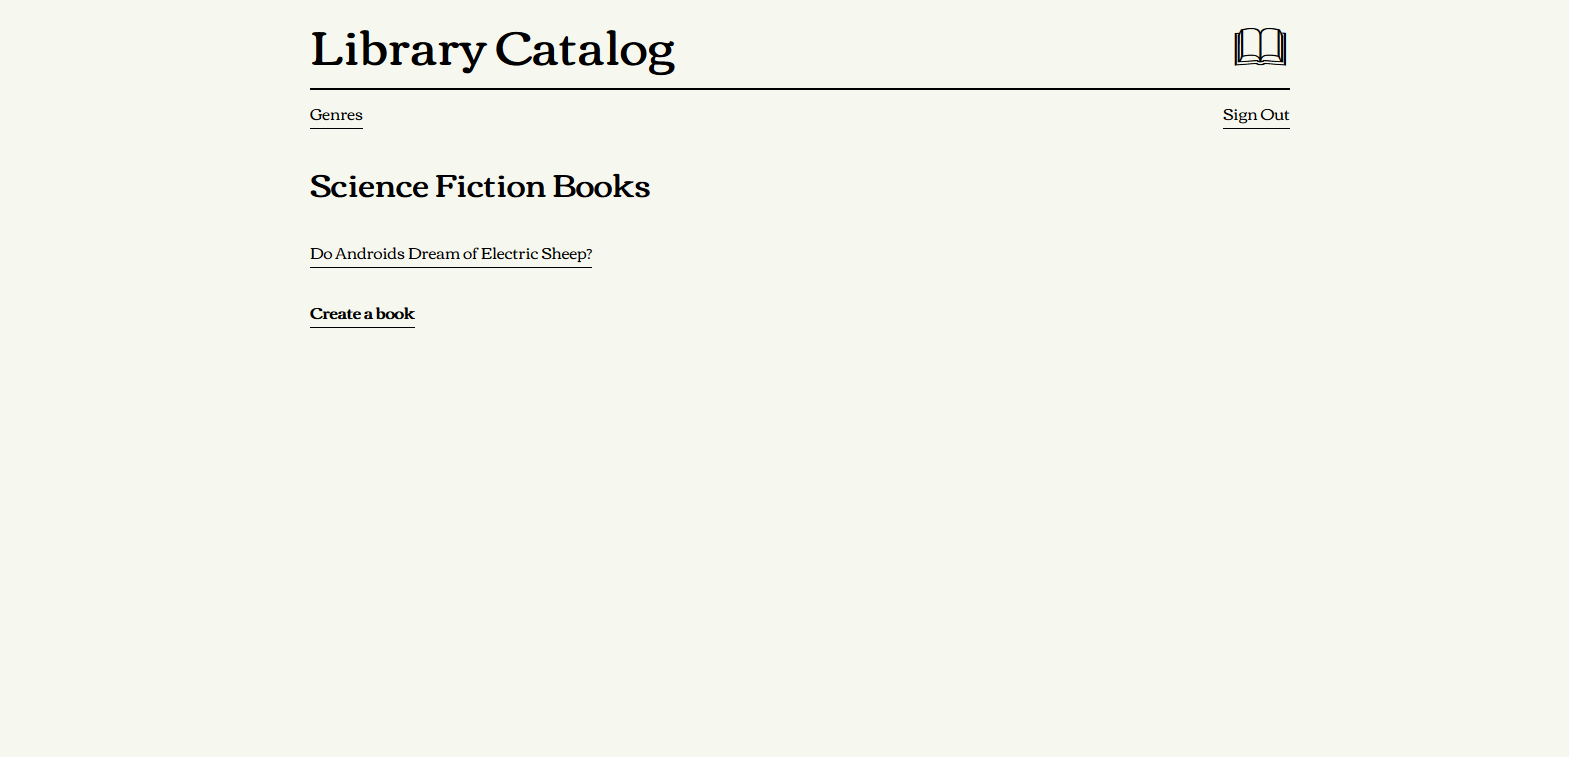 Library Catalog
Genres
Sign Out
Science Fiction Books
Do Androids Dream of Electric Sheep?
Create a book